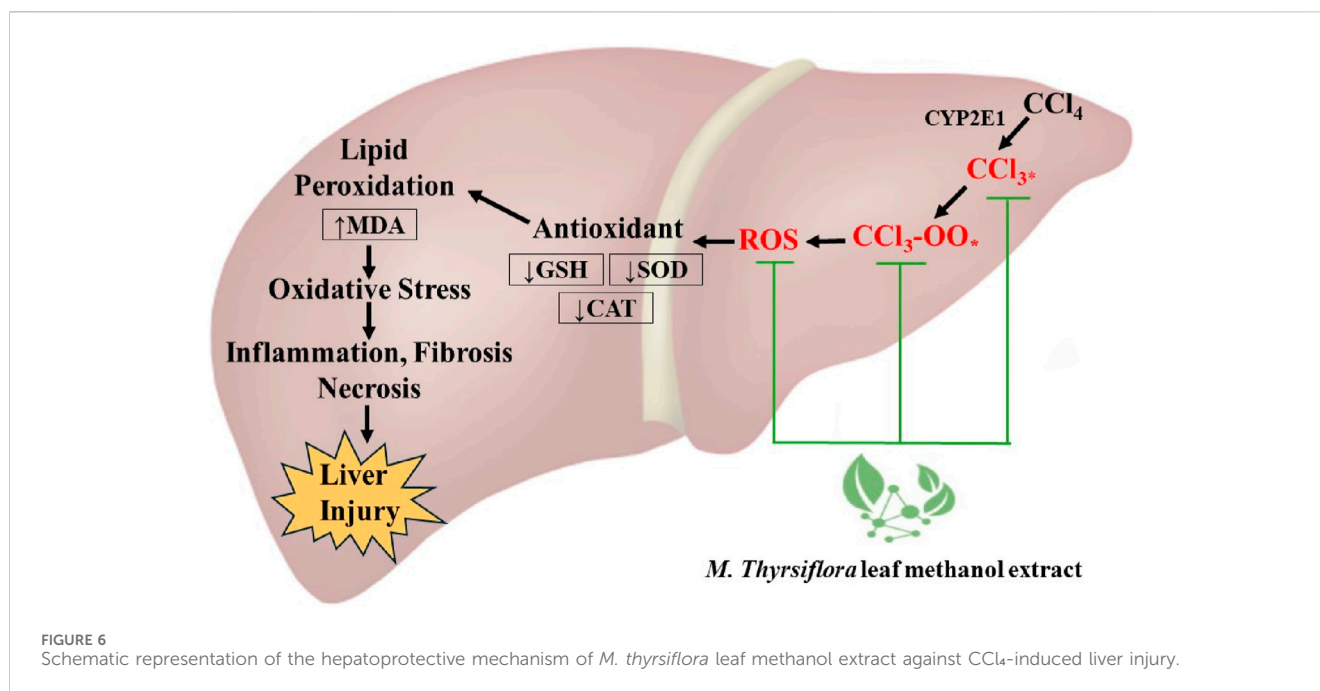 CCl₄
CYP2E1
CCl₃*
CCl₃-OO*
ROS
Antioxidant
↓GSH ↓SOD
↓CAT
Lipid
Peroxidation
↑MDA
Oxidative Stress
Inflammation, Fibrosis
Necrosis
Liver
Injury
M. Thyrsiflora leaf methanol extract
FIGURE 6
Schematic representation of the hepatoprotective mechanism of M. thyrsiflora leaf methanol extract against CCl₄-induced liver injury.